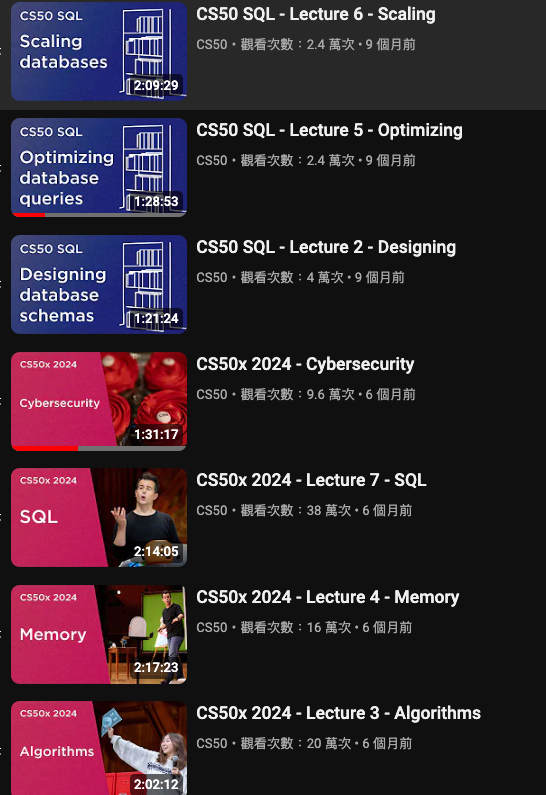 CS50 SQL
Scaling
databases
2:09:29
CS50 SQL - Lecture 6 - Scaling
CS50 • 觀看次數：2.4 萬次 • 9 個月前
CS50 SQL
Optimizing
database
queries
1:28:53
CS50 SQL - Lecture 5 - Optimizing
CS50 • 觀看次數：2.4 萬次 • 9 個月前
CS50 SQL
Designing
database
schemas
1:21:24
CS50 SQL - Lecture 2 - Designing
CS50 • 觀看次數：4 萬次 • 9 個月前
CS50x 2024
Cybersecurity
1:31:17
CS50x 2024 - Cybersecurity
CS50 • 觀看次數：9.6 萬次 • 6 個月前
CS50x 2024
SQL
2:14:05
CS50x 2024 - Lecture 7 - SQL
CS50 • 觀看次數：38 萬次 • 6 個月前
CS50x 2024
Memory
2:17:23
CS50x 2024 - Lecture 4 - Memory
CS50 • 觀看次數：16 萬次 • 6 個月前
CS50x 2024
Algorithms
2:02:12
CS50x 2024 - Lecture 3 - Algorithms
CS50 • 觀看次數：20 萬次 • 6 個月前